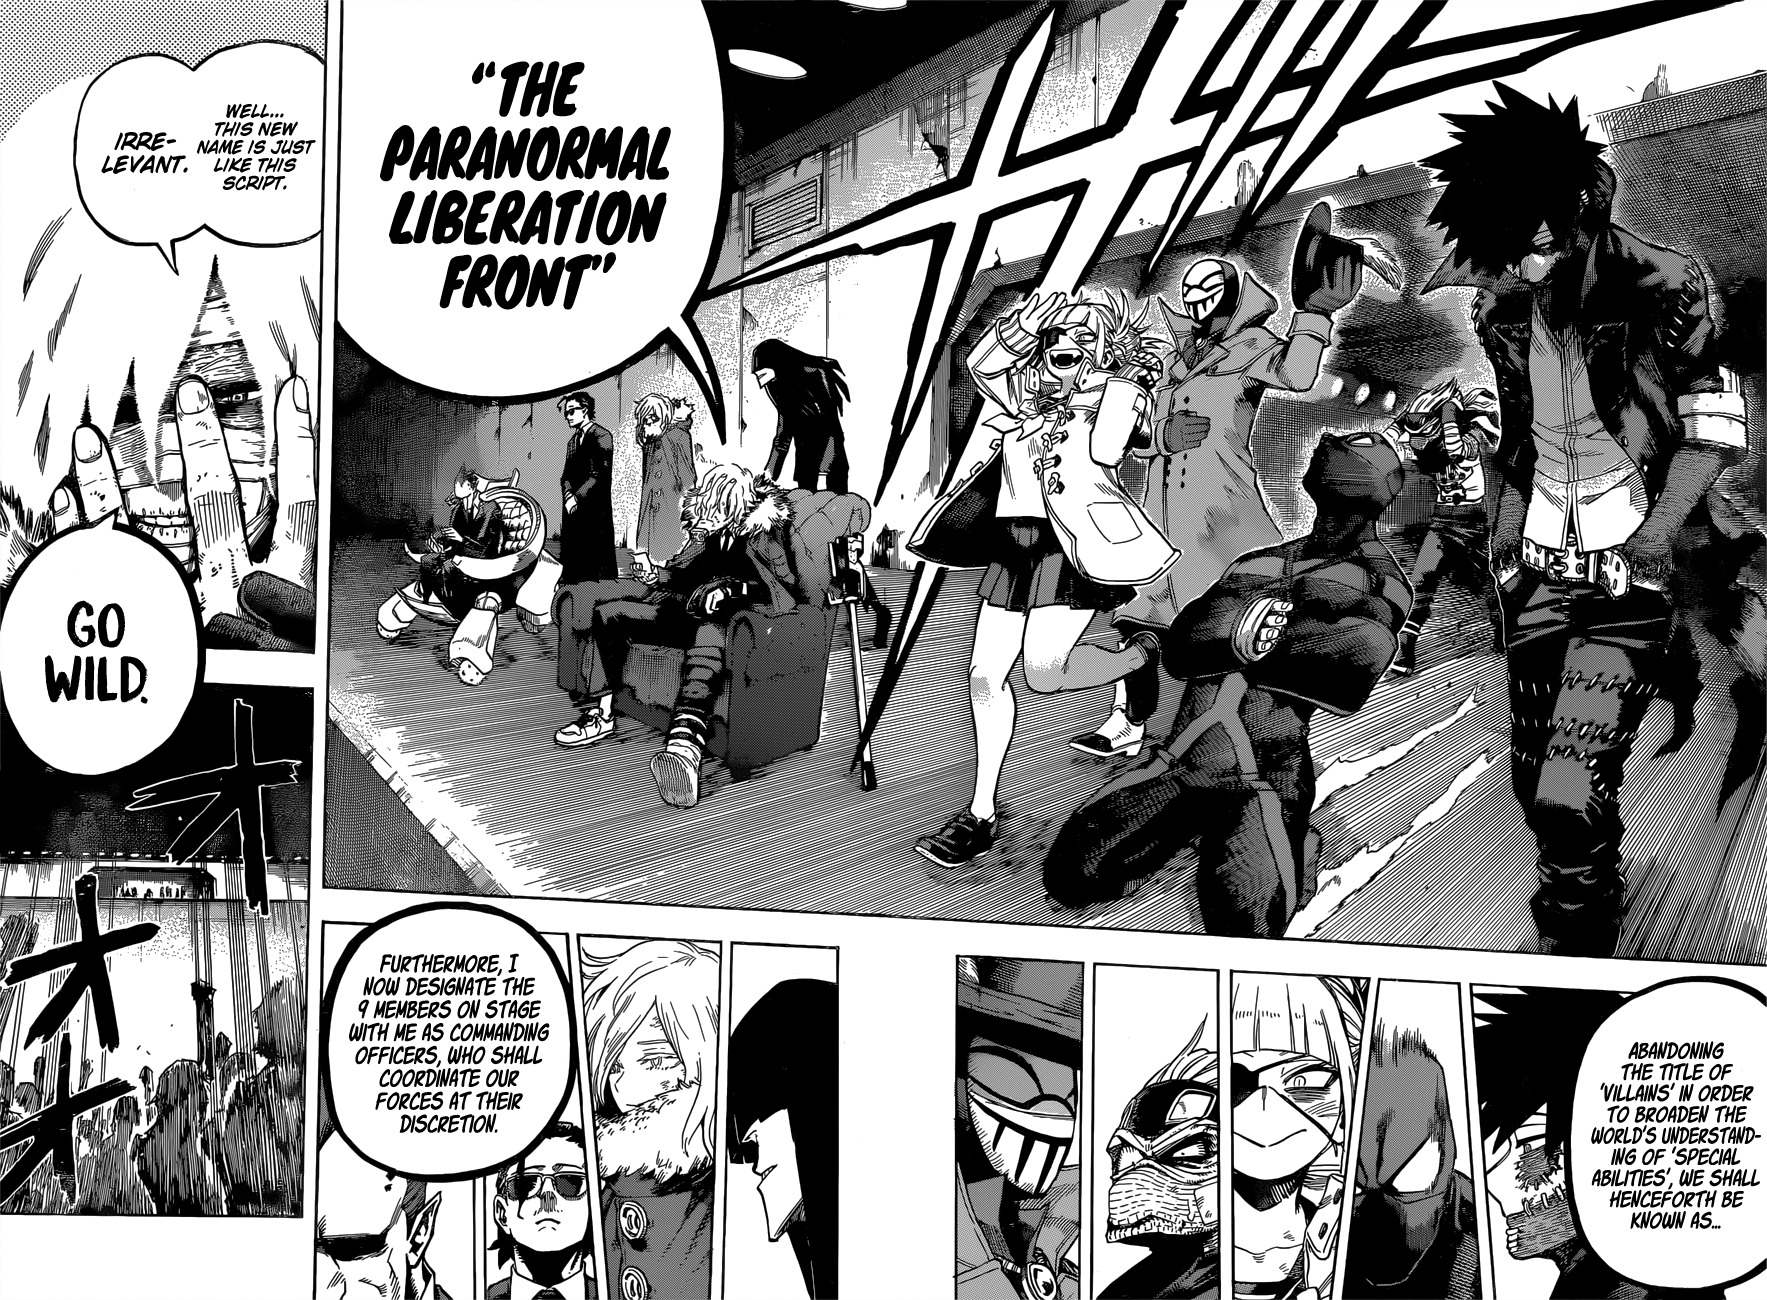 “THE
PARANORMAL
LIBERATION
FRONT”
ABANDONING
THE TITLE OF
‘VILLAINS’ IN ORDER
TO BROADEN THE
WORLD’S UNDERSTAND-
ING OF ‘SPECIAL
ABILITIES’, WE SHALL
HENCEFORTH BE
KNOWN AS...
FURTHERMORE, I
NOW DESIGNATE THE
9 MEMBERS ON STAGE
WITH ME AS COMMANDING
OFFICERS, WHO SHALL
COORDINATE OUR
FORCES AT THEIR
DISCRETION.
WELL...
THIS NEW
NAME IS JUST
LIKE THIS
SCRIPT.
IRRE-
LEVANT.
GO
WILD.
オオオ